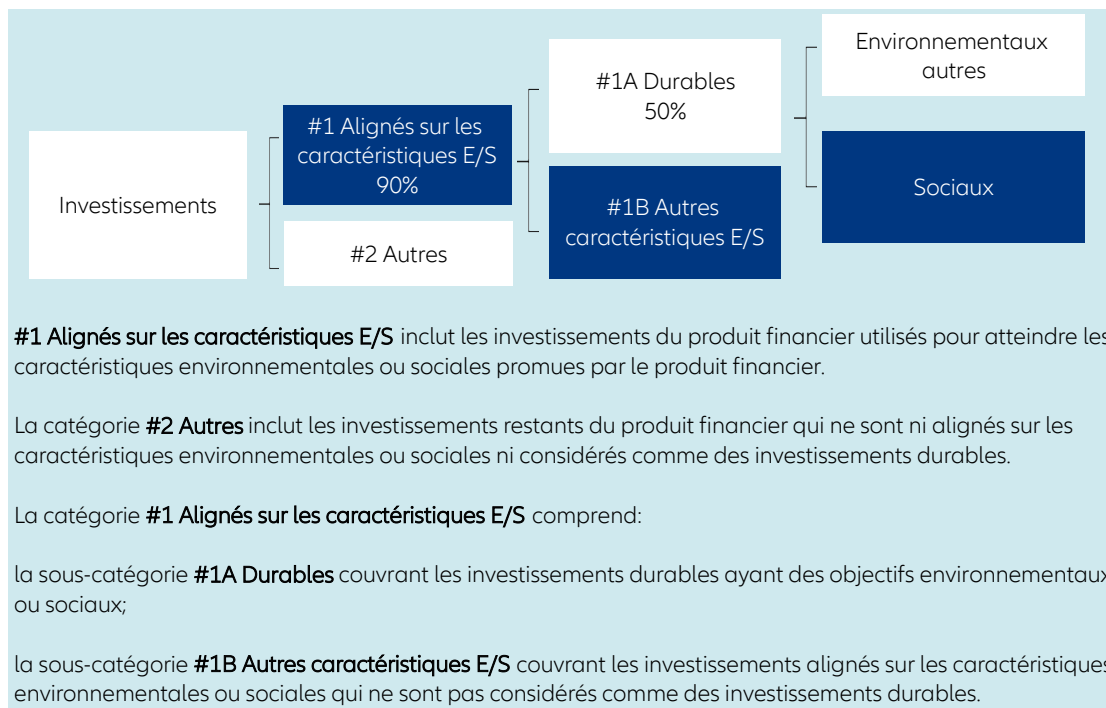 Investissements
#1 Alignés sur les
caractéristiques E/S
90%
#2 Autres
#1A Durables
50%
#1B Autres
caractéristiques E/S
Environnementaux
autres
Sociaux
#1 Alignés sur les caractéristiques E/S inclut les investissements du produit financier utilisés pour atteindre les
caractéristiques environnementales ou sociales promues par le produit financier.
La catégorie #2 Autres inclut les investissements restants du produit financier qui ne sont ni alignés sur les
caractéristiques environnementales ou sociales ni considérés comme des investissements durables.
La catégorie #1 Alignés sur les caractéristiques E/S comprend:
la sous-catégorie #1A Durables couvrant les investissements durables ayant des objectifs environnementaux
ou sociaux;
la sous-catégorie #1B Autres caractéristiques E/S couvrant les investissements alignés sur les caractéristiques
environnementales ou sociales qui ne sont pas considérés comme des investissements durables.